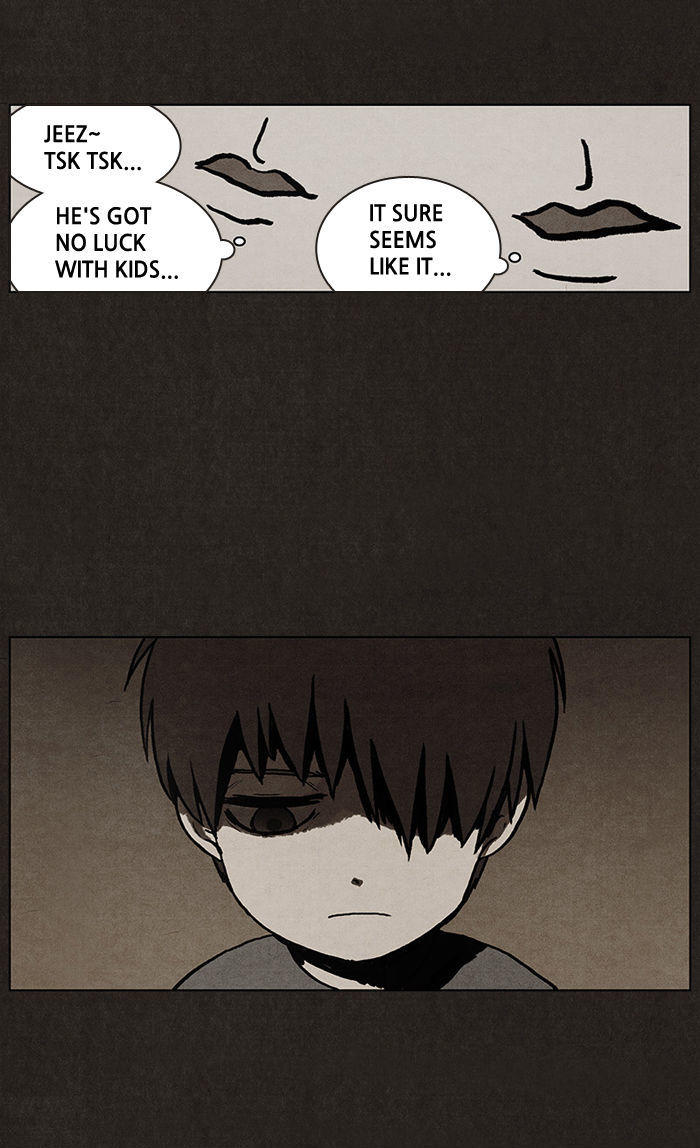 JEEZ~
TSK TSK...
HE'S GOT
NO LUCK
WITH KIDS...
IT SURE
SEEMS
LIKE IT...